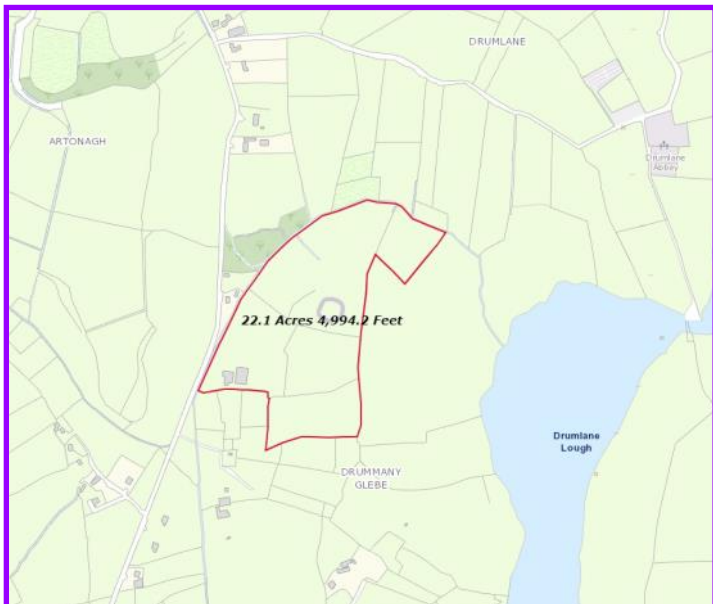 DRUMLANE
ARTONAGH
Drumlane
Abbey
22.1 Acres 4,994.2 Feet
Drumlane
Lough
DRUMMANY
GLEBE